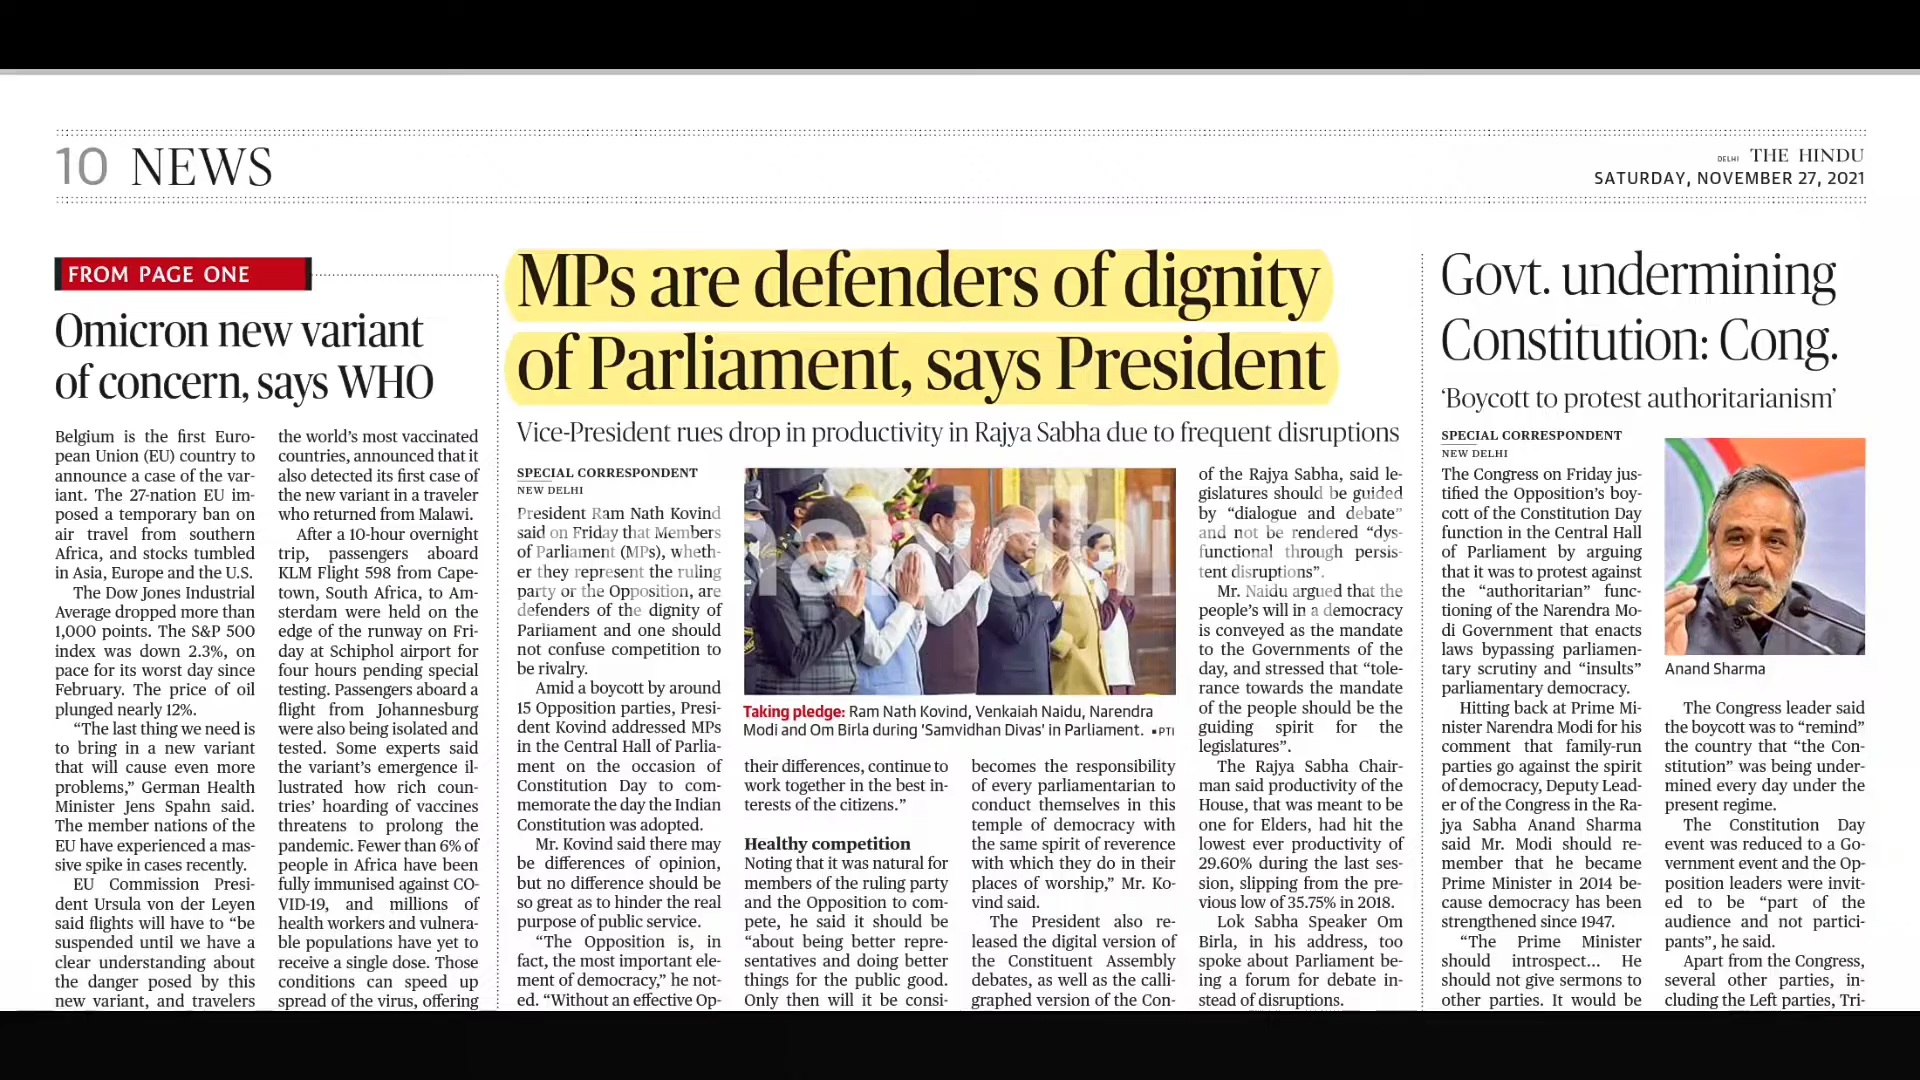 10 NEWS
DELHI THE HINDU
SATURDAY, NOVEMBER 27, 2021
FROM PAGE ONE
Omicron new variant
of concern, says WHO
Belgium is the first Euro-
pean Union (EU) country to
announce a case of the var-
iant. The 27-nation EU im-
posed a temporary ban on
air travel from southern
Africa, and stocks tumbled
in Asia, Europe and the U.S.
The Dow Jones Industrial
Average dropped more than
1,000 points. The S&P 500
index was down 2.3%, on
pace for its worst day since
February. The price of oil
plunged nearly 12%.
“The last thing we need is
to bring in a new variant
that will cause even more
problems,” German Health
Minister Jens Spahn said.
The member nations of the
EU have experienced a mas-
sive spike in cases recently.
EU Commission Presi-
dent Ursula von der Leyen
said flights will have to “be
suspended until we have a
clear understanding about
the danger posed by this
new variant, and travelers
the world’s most vaccinated
countries, announced that it
also detected its first case of
the new variant in a traveler
who returned from Malawi.
After a 10-hour overnight
trip, passengers aboard
KLM Flight 598 from Cape-
town, South Africa, to Am-
sterdam were held on the
edge of the runway on Fri-
day at Schiphol airport for
four hours pending special
testing. Passengers aboard a
flight from Johannesburg
were also being isolated and
tested. Some experts said
the variant’s emergence il-
lustrated how rich coun-
tries’ hoarding of vaccines
threatens to prolong the
pandemic. Fewer than 6% of
people in Africa have been
fully immunised against CO-
VID-19, and millions of
health workers and vulnera-
ble populations have yet to
receive a single dose. Those
conditions can speed up
spread of the virus, offering
MPs are defenders of dignity
of Parliament, says President
Vice-President rues drop in productivity in Rajya Sabha due to frequent disruptions
SPECIAL CORRESPONDENT
NEW DELHI
President Ram Nath Kovind
said on Friday that Members
of Parliament (MPs), wheth-
er they represent the ruling
party or the Opposition, are
defenders of the dignity of
Parliament and one should
not confuse competition to
be rivalry.
Amid a boycott by around
15 Opposition parties, Presi-
dent Kovind addressed MPs
in the Central Hall of Parlia-
ment on the occasion of
Constitution Day to com-
memorate the day the Indian
Constitution was adopted.
Mr. Kovind said there may
be differences of opinion,
but no difference should be
so great as to hinder the real
purpose of public service.
“The Opposition is, in
fact, the most important ele-
ment of democracy,” he not-
ed. “Without an effective Op-
Taking pledge: Ram Nath Kovind, Venkaiah Naidu, Narendra
Modi and Om Birla during ‘Samvidhan Divas’ in Parliament. ▪PTI
their differences, continue to
work together in the best in-
terests of the citizens.”
Healthy competition
Noting that it was natural for
members of the ruling party
and the Opposition to com-
pete, he said it should be
“about being better repre-
sentatives and doing better
things for the public good.
Only then will it be consi-
becomes the responsibility
of every parliamentarian to
conduct themselves in this
temple of democracy with
the same spirit of reverence
with which they do in their
places of worship,” Mr. Ko-
vind said.
The President also re-
leased the digital version of
the Constituent Assembly
debates, as well as the calli-
graphed version of the Con-
of the Rajya Sabha, said le-
gislatures should be guided
by “dialogue and debate”
and not be rendered “dys-
functional through persis-
tent disruptions”.
Mr. Naidu argued that the
people’s will in a democracy
is conveyed as the mandate
to the Governments of the
day, and stressed that “tole-
rance towards the mandate
of the people should be the
guiding spirit for the
legislatures”.
The Rajya Sabha Chair-
man said productivity of the
House, that was meant to be
one for Elders, had hit the
lowest ever productivity of
29.60% during the last ses-
sion, slipping from the pre-
vious low of 35.75% in 2018.
Lok Sabha Speaker Om
Birla, in his address, too
spoke about Parliament be-
ing a forum for debate in-
stead of disruptions.
Govt. undermining
Constitution: Cong.
‘Boycott to protest authoritarianism’
SPECIAL CORRESPONDENT
NEW DELHI
The Congress on Friday jus-
tified the Opposition’s boy-
cott of the Constitution Day
function in the Central Hall
of Parliament by arguing
that it was to protest against
the “authoritarian” func-
tioning of the Narendra Mo-
di Government that enacts
laws bypassing parliamen-
tary scrutiny and “insults”
parliamentary democracy.
Hitting back at Prime Mi-
nister Narendra Modi for his
comment that family-run
parties go against the spirit
of democracy, Deputy Lead-
er of the Congress in the Ra-
jya Sabha Anand Sharma
said Mr. Modi should re-
member that he became
Prime Minister in 2014 be-
cause democracy has been
strengthened since 1947.
“The Prime Minister
should introspect... He
should not give sermons to
other parties. It would be
Anand Sharma
The Congress leader said
the boycott was to “remind”
the country that “the Con-
stitution” was being under-
mined every day under the
present regime.
The Constitution Day
event was reduced to a Go-
vernment event and the Op-
position leaders were invit-
ed to be “part of the
audience and not partici-
pants”, he said.
Apart from the Congress,
several other parties, in-
cluding the Left parties, Tri-